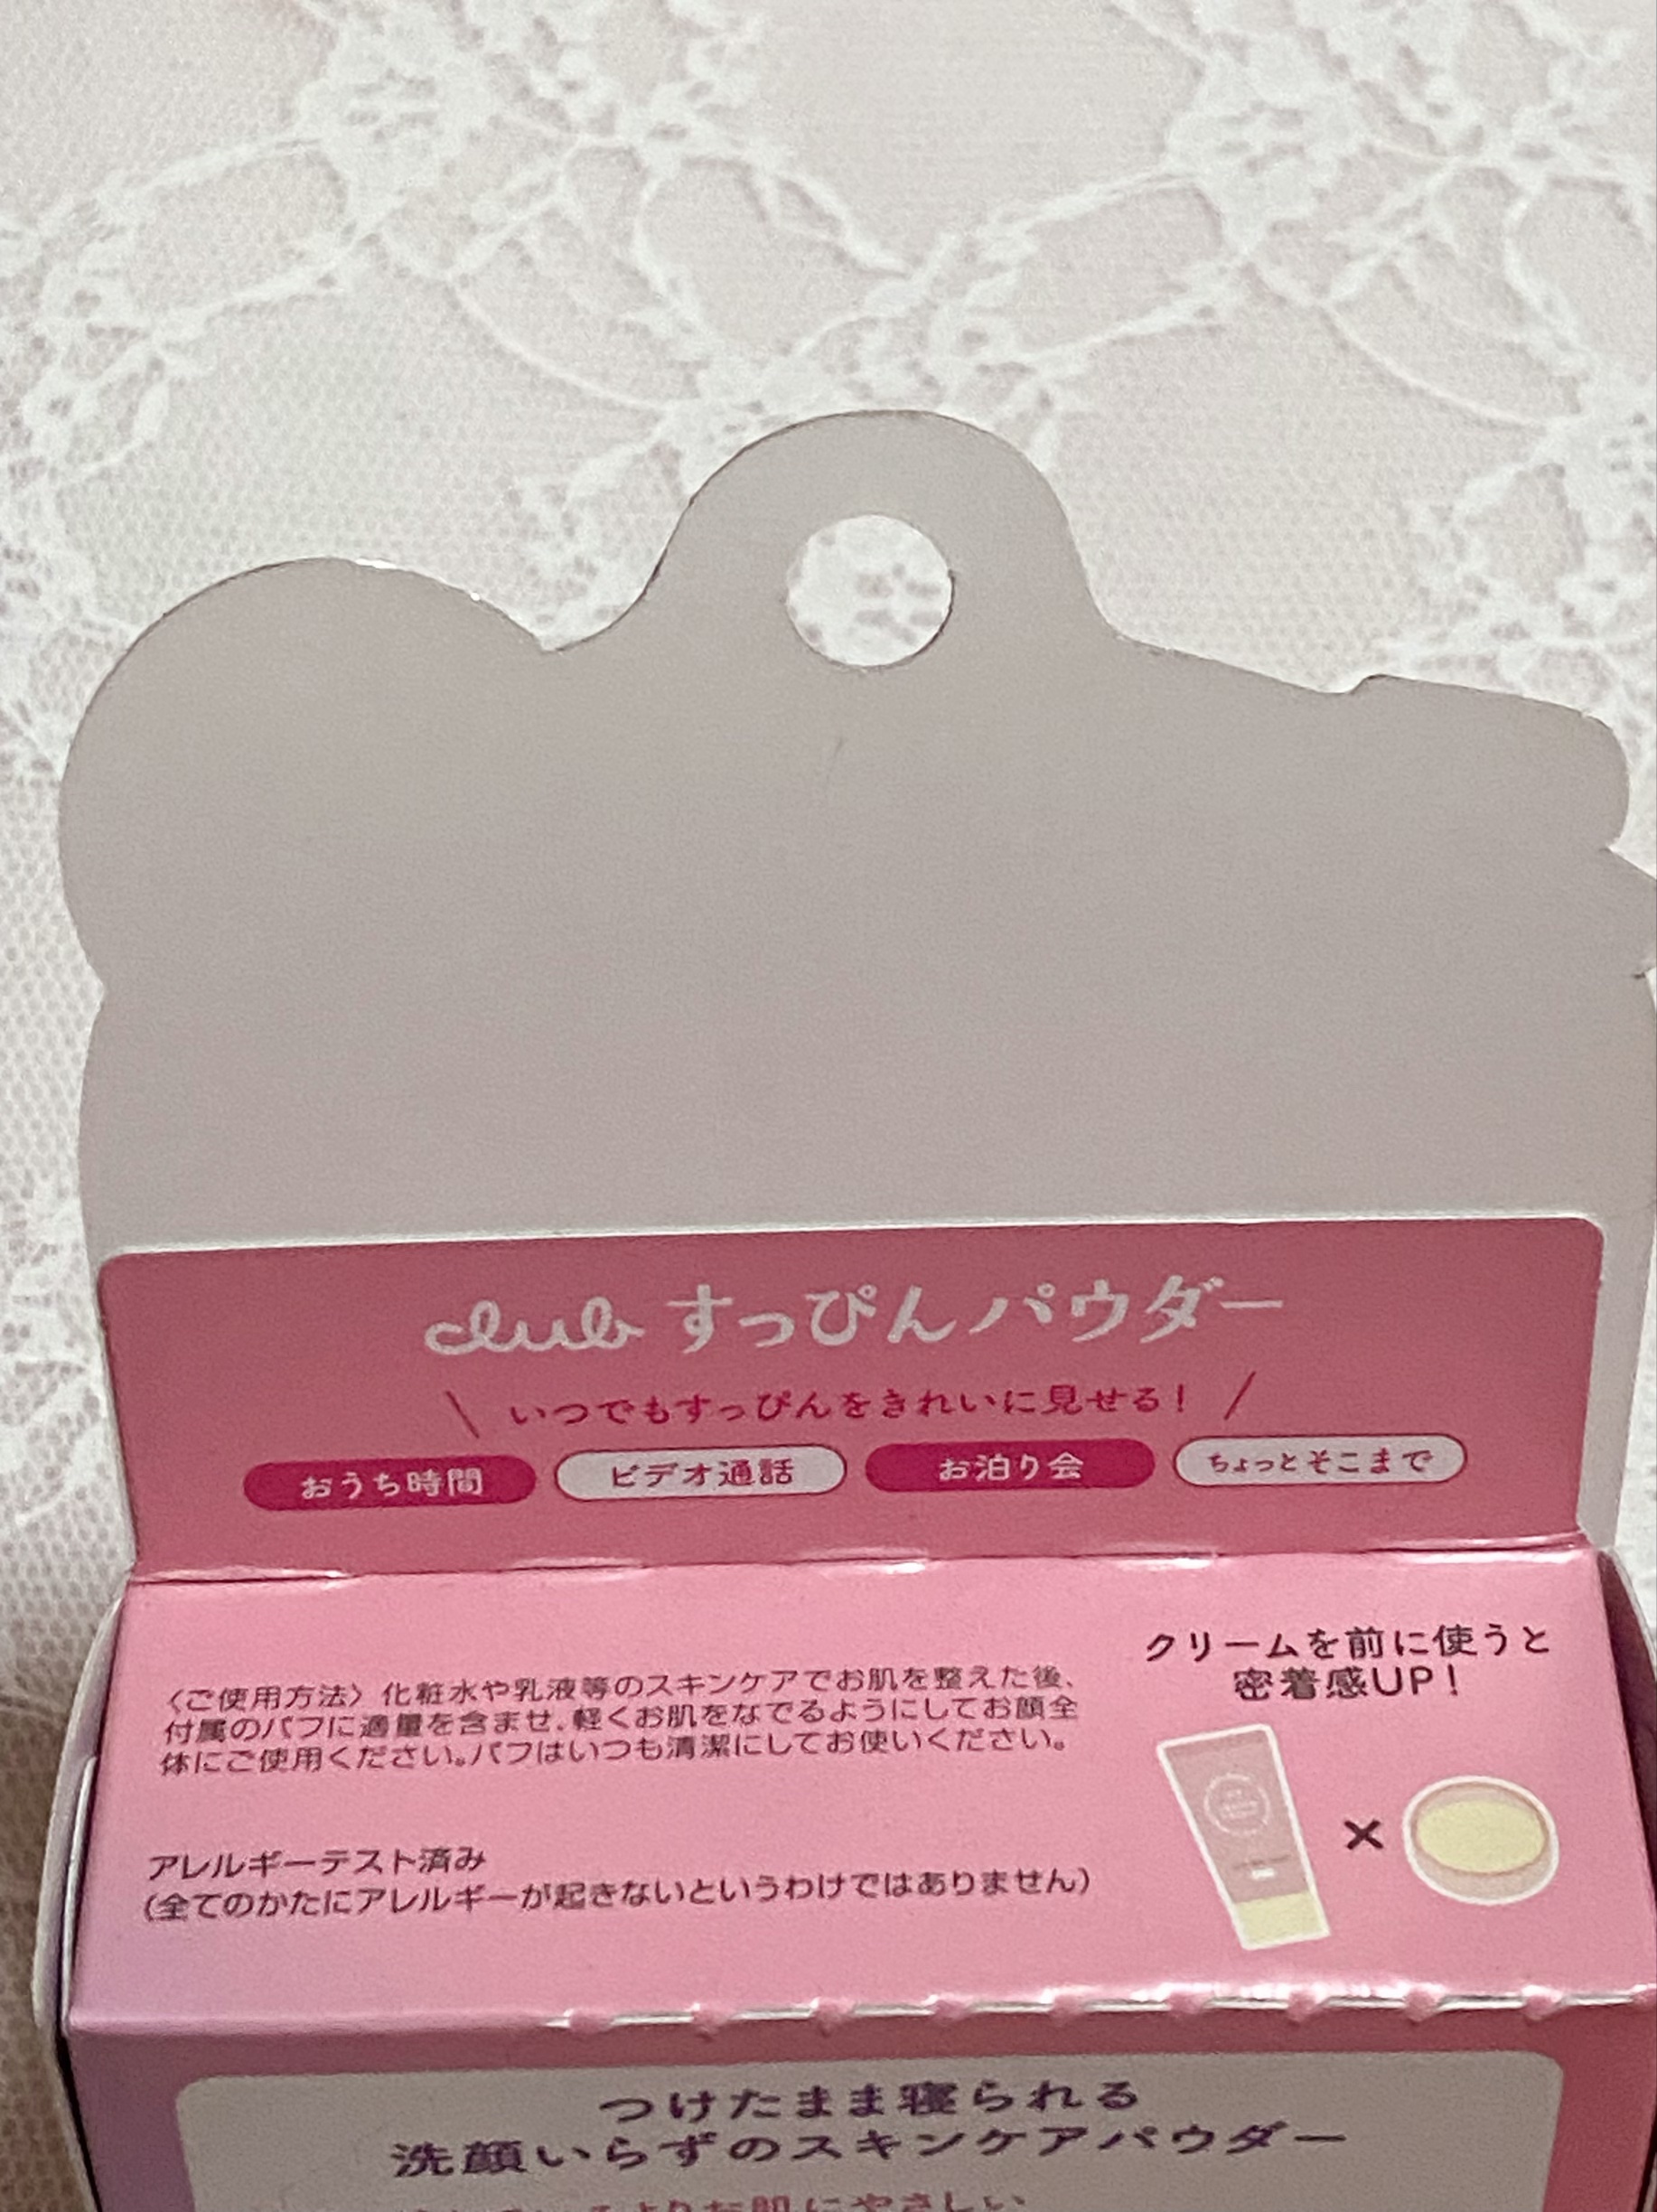 club すっぴんパウダー
いつでもすっぴんをきれいに見せる!
おうち時間 ビデオ通話 お泊り会 ちょっとそこまで
クリームを前に使うと
密着感UP!
〈ご使用方法〉化粧水や乳液等のスキンケアでお肌を整えた後、
付属のパフに適量を含ませ、軽くお肌をなでるようにしてお顔全
体にご使用ください。パフはいつも清潔にしてお使いください。
×
アレルギーテスト済み
(全てのかたにアレルギーが起きないというわけではありません)
つけたまま寝られる
洗顔いらずのスキンケアパウダー
よりお肌にやさしい